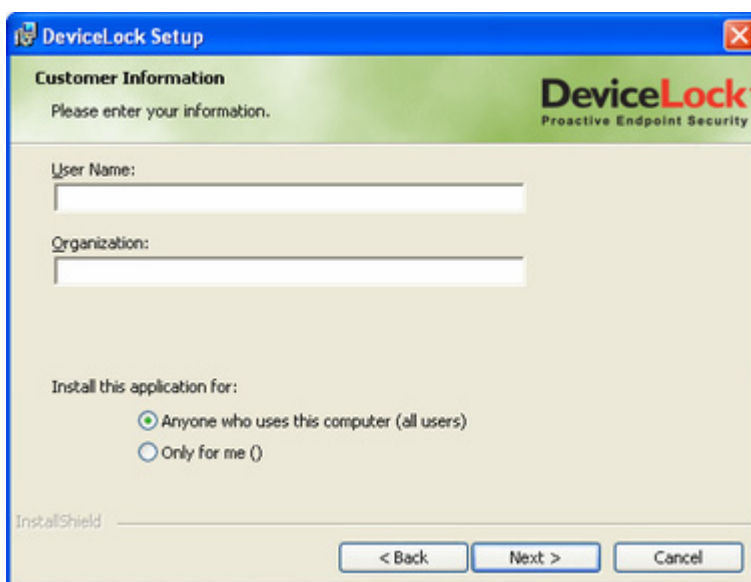 DeviceLock Setup
Customer Information
Please enter your information.
DeviceLock
Proactive Endpoint Security
User Name:
Organization:
Install this application for:
Anyone who uses this computer (all users)
Only for me ()
InstallShield
< Back
Next >
Cancel